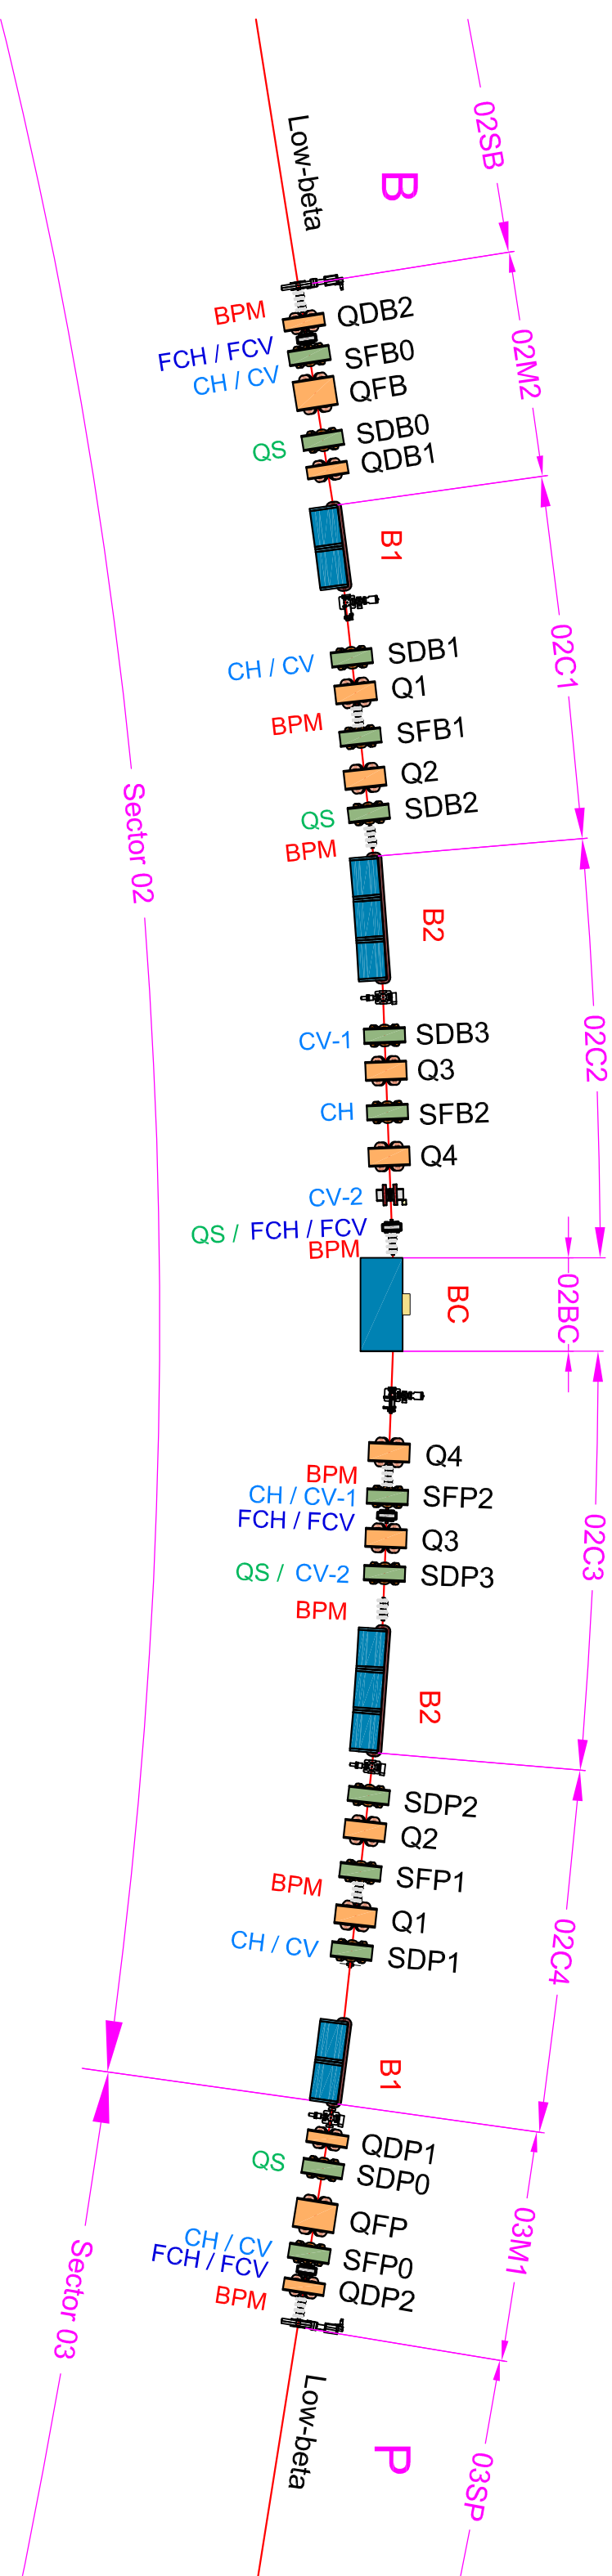 02SB
Low-beta
B
BPM
QDB2
FCH / FCV
SFB0
02M2
CH / CV
QFB
SDB0
QS
QDB1
B1
02C1
CH / CV
SDB1
Q1
BPM
SFB1
Q2
Sector 02
SDB2
QS
BPM
B2
02C2
CV-1
SDB3
Q3
CH
SFB2
Q4
CV-2
QS / FCH / FCV
BPM
BC
02BC
Q4
BPM
CH / CV-1
SFP2
FCH / FCV
Q3
02C3
QS / CV-2
SDP3
BPM
B2
SDP2
Q2
SFP1
BPM
Q1
02C4
CH / CV
SDP1
B1
QDP1
QS
SDP0
QFP
03M1
CH / CV
SFP0
FCH / FCV
QDP2
BPM
Sector 03
Low-beta
P
03SP